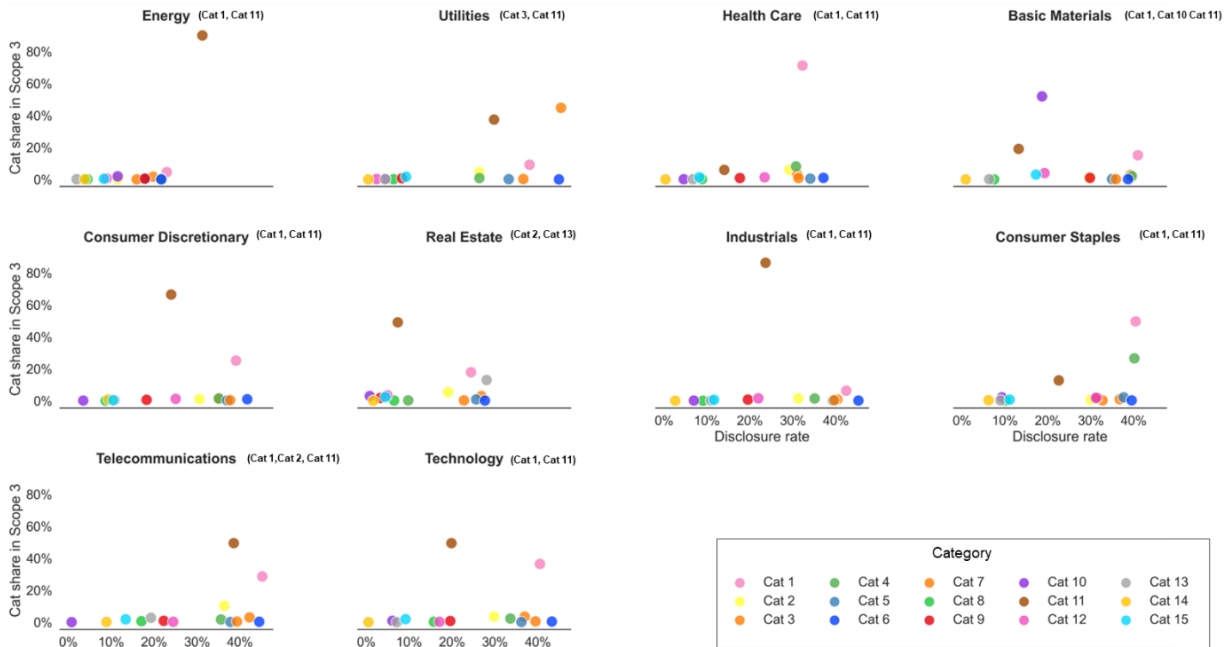 Energy (Cat 1, Cat 11)
Utilities (Cat 3, Cat 11)
Health Care (Cat 1, Cat 11)
Basic Materials (Cat 1, Cat 10 Cat 11)
Cat share in Scope 3
80%
60%
40%
20%
0%
Consumer Discretionary (Cat 1, Cat 11)
Real Estate (Cat 2, Cat 13)
Industrials (Cat 1, Cat 11)
Consumer Staples (Cat 1, Cat 11)
Cat share in Scope 3
80%
60%
40%
20%
0%
0% 10% 20% 30% 40%
Disclosure rate
0% 10% 20% 30% 40%
Disclosure rate
Telecommunications (Cat 1,Cat 2, Cat 11)
Technology (Cat 1, Cat 11)
Cat share in Scope 3
80%
60%
40%
20%
0%
0% 10% 20% 30% 40%
0% 10% 20% 30% 40%
Category
Cat 1 Cat 4 Cat 7 Cat 10 Cat 13
Cat 2 Cat 5 Cat 8 Cat 11 Cat 14
Cat 3 Cat 6 Cat 9 Cat 12 Cat 15